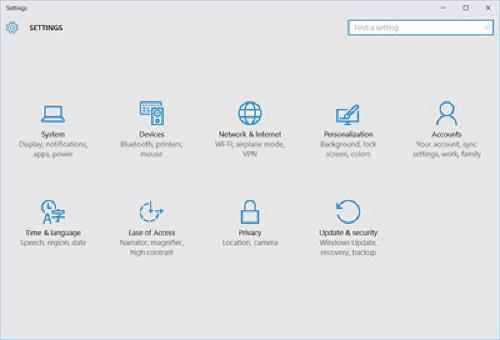 Settings
SETTINGS
Find a setting
System
Display, notifications,
apps, power
Devices
Bluetooth, printers,
mouse
Network & Internet
Wi-Fi, airplane mode,
VPN
Personalization
Background, lock
screen, colors
Accounts
Your account, sync
settings, work, family
Time & language
Speech, region, date
Ease of Access
Narrator, magnifier,
high contrast
Privacy
Location, camera
Update & security
Windows Update,
recovery, backup